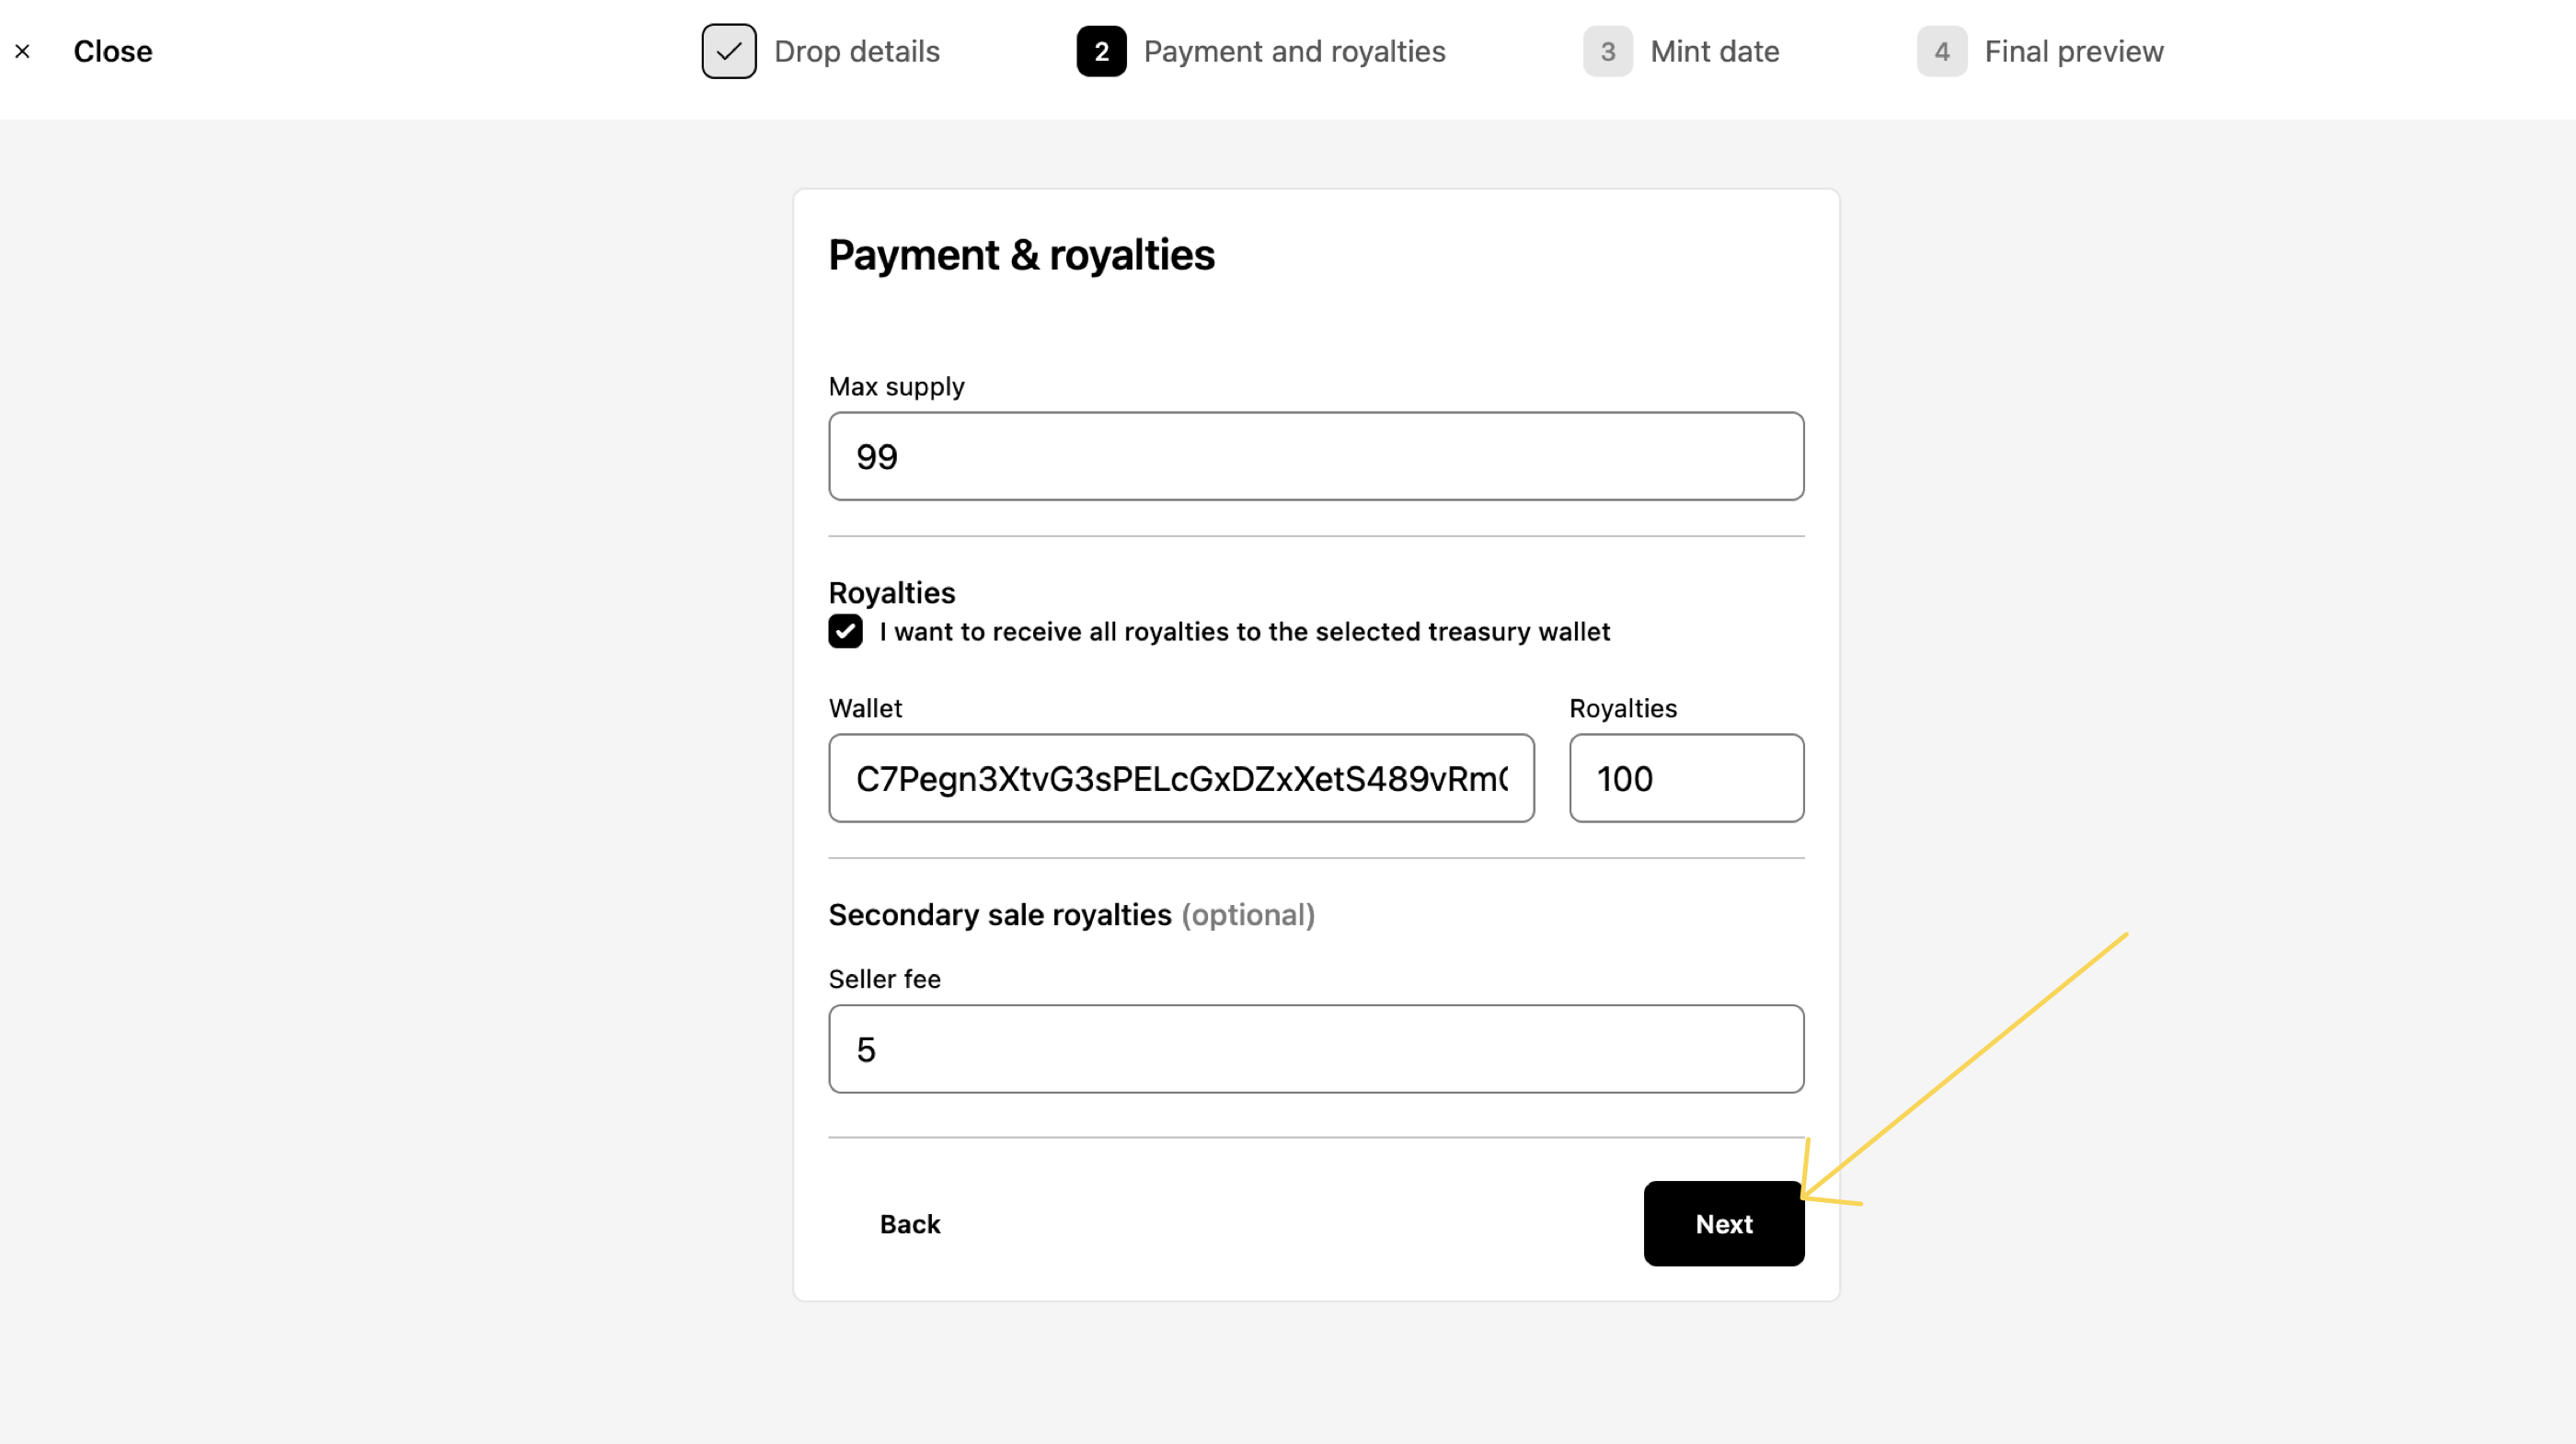 Close
Drop details
2 Payment and royalties
3 Mint date
4 Final preview
Payment & royalties
Max supply
99
Royalties
I want to receive all royalties to the selected treasury wallet
Wallet
Royalties
C7Pegn3XtvG3sPELcGxDZxXetS489vRm
100
Secondary sale royalties (optional)
Seller fee
5
Back
Next